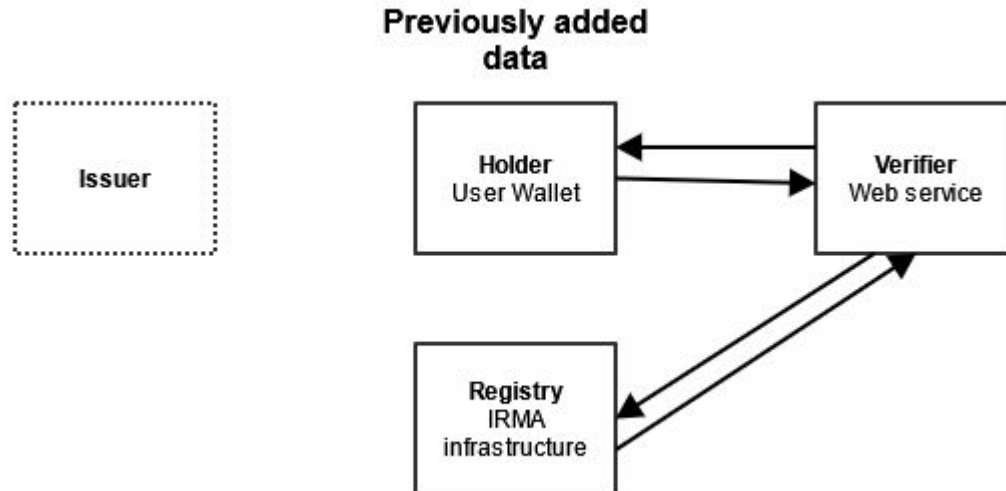 Previously added
data
Issuer
Holder
User Wallet
Verifier
Web service
Registry
IRMA
infrastructure